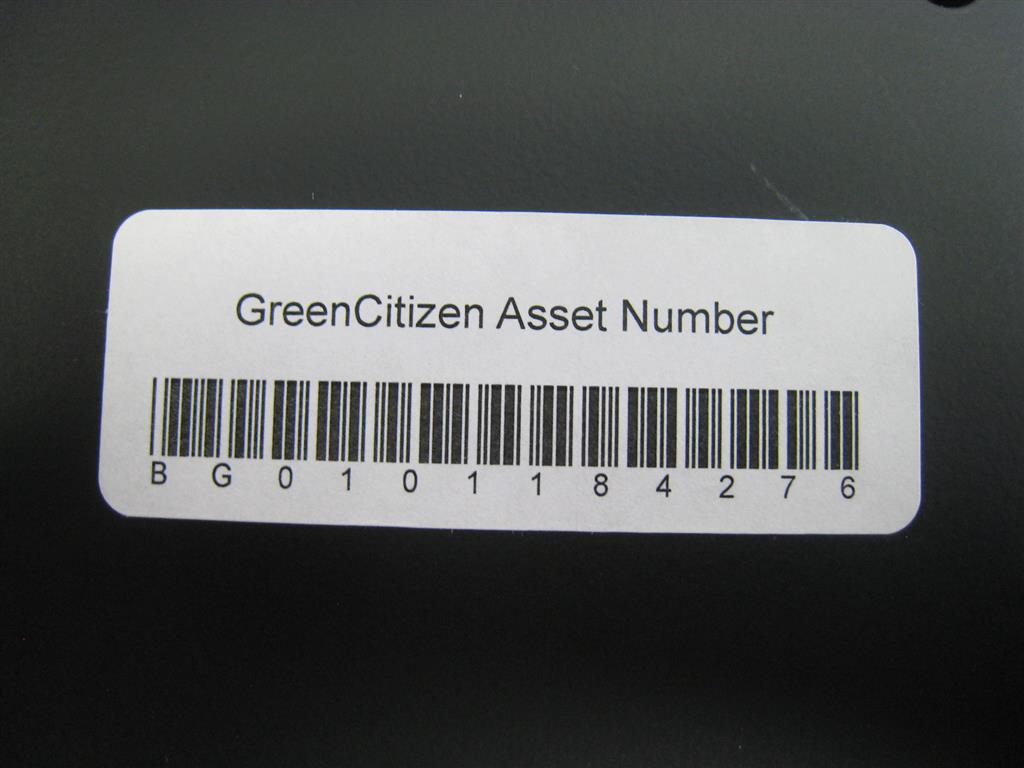 GreenCitizen Asset Number
B G 0 1 0 1 1 8 4 2 7 6